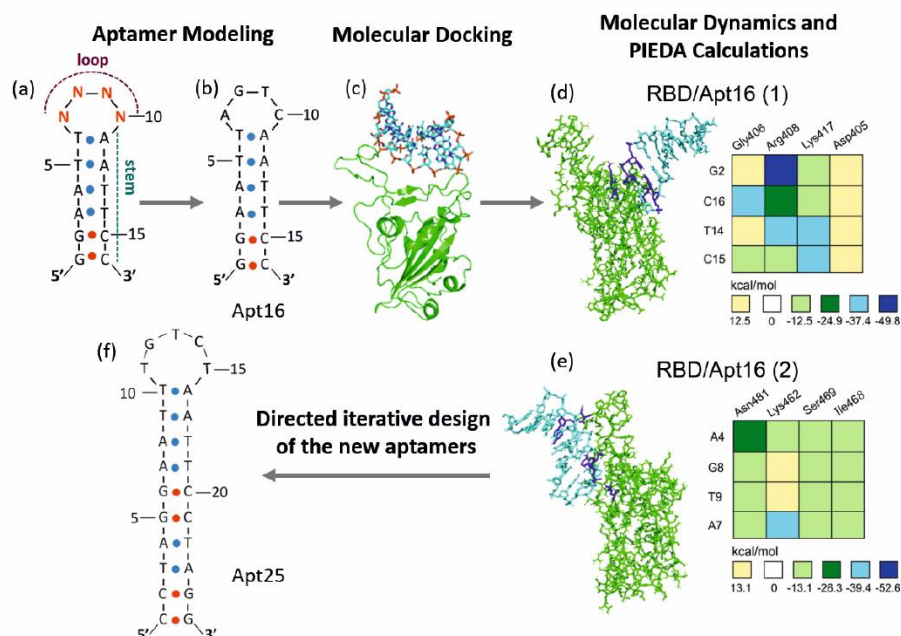 Aptamer Modeling
Molecular Docking
Molecular Dynamics and
PIEDA Calculations
(a)
loop
N N
N N 10
T A
5 T A
A T
A T
G C 15
G C
5' 3'
stem
(b)
G T
A C 10
T A
5 T A
A T
A T
G C 15
G C
5' 3'
Apt16
(c)
(d)
RBD/Apt16 (1)
Gly406 Arg408 Lys417 Asp405
G2
C16
T14
C15
kcal/mol
12.5 0 -12.5 -24.9 -37.4 -49.8
(e)
RBD/Apt16 (2)
Asn481 Lys462 Ser469 Ile468
A4
G8
T9
A7
kcal/mol
13.1 0 -13.1 -26.3 -39.4 -52.6
Directed iterative design
of the new aptamers
(f)
G T C
T T 15
10 T A
T A
A T
A T
G C 20
5 G C
A T
T A
C G
C G
5' 3'
Apt25